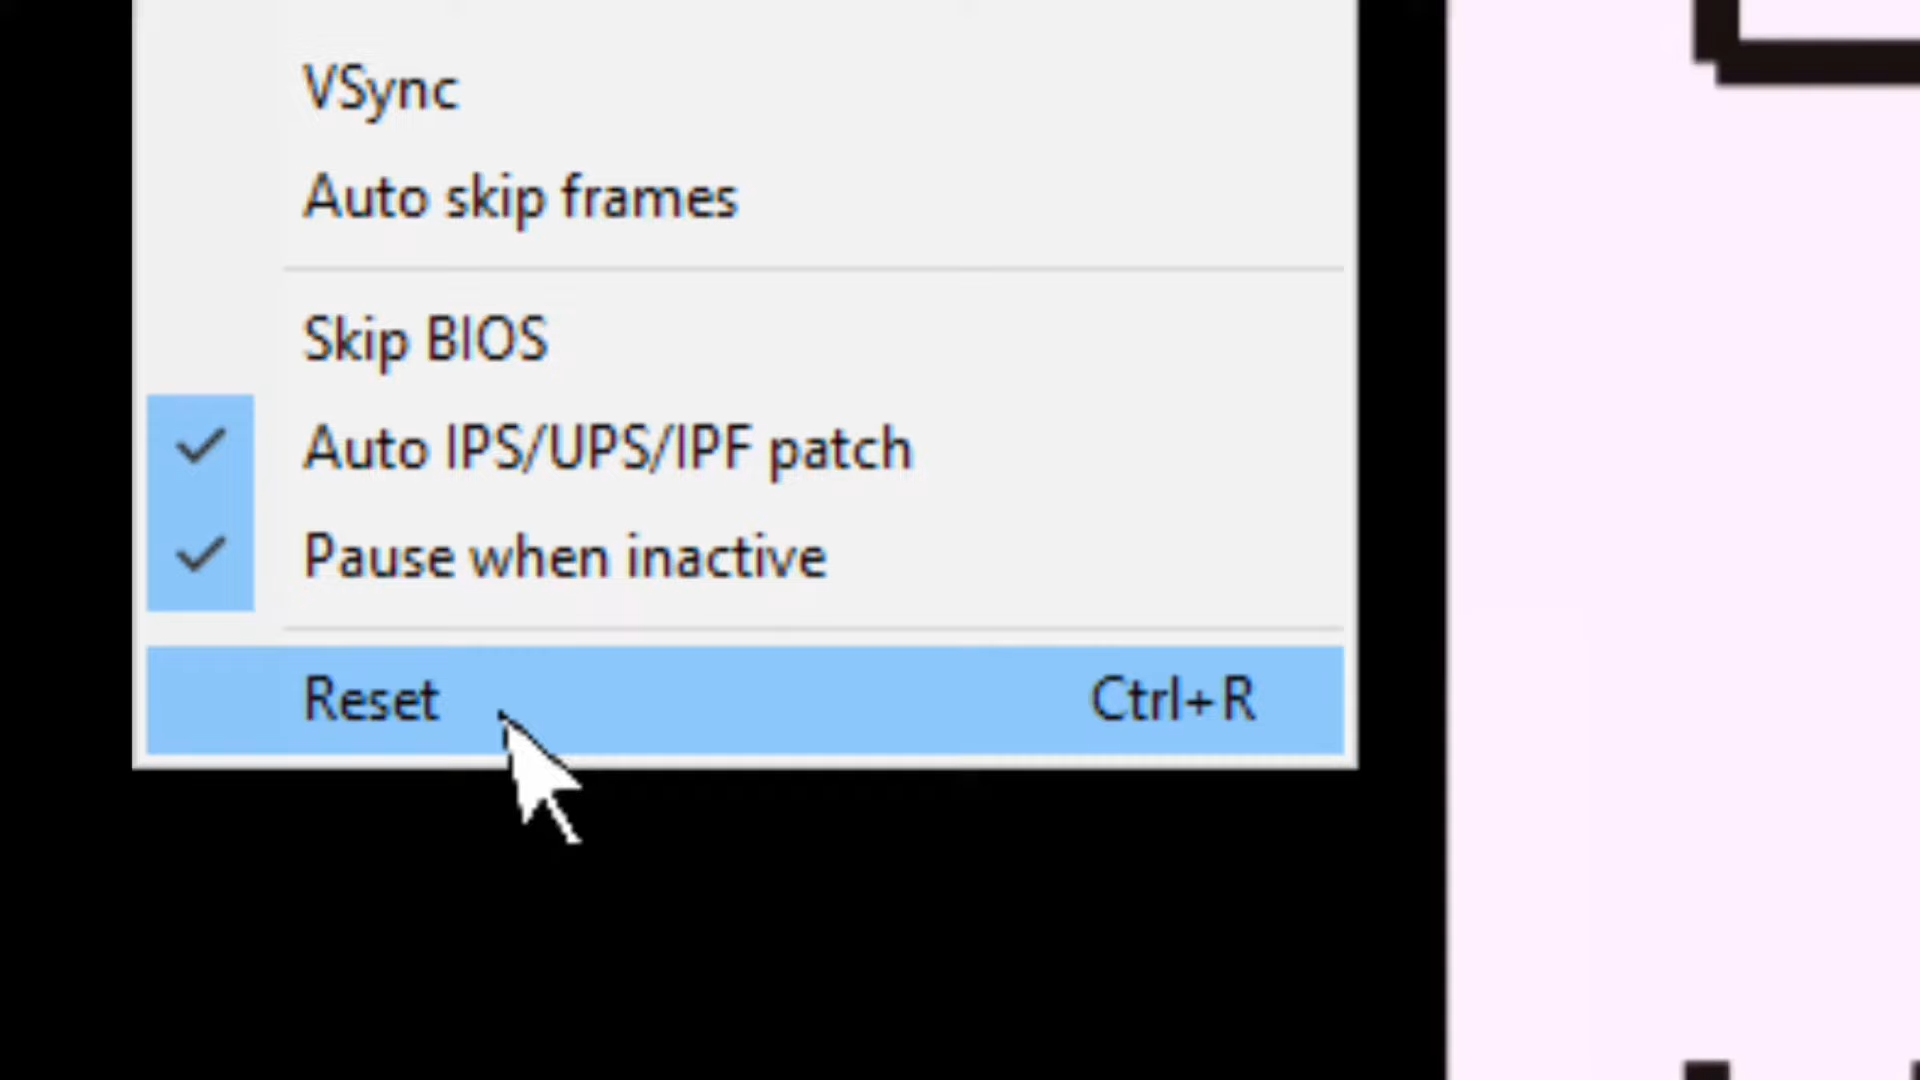 VSync
Auto skip frames
Skip BIOS
Auto IPS/UPS/IPF patch
Pause when inactive
Reset Ctrl+R